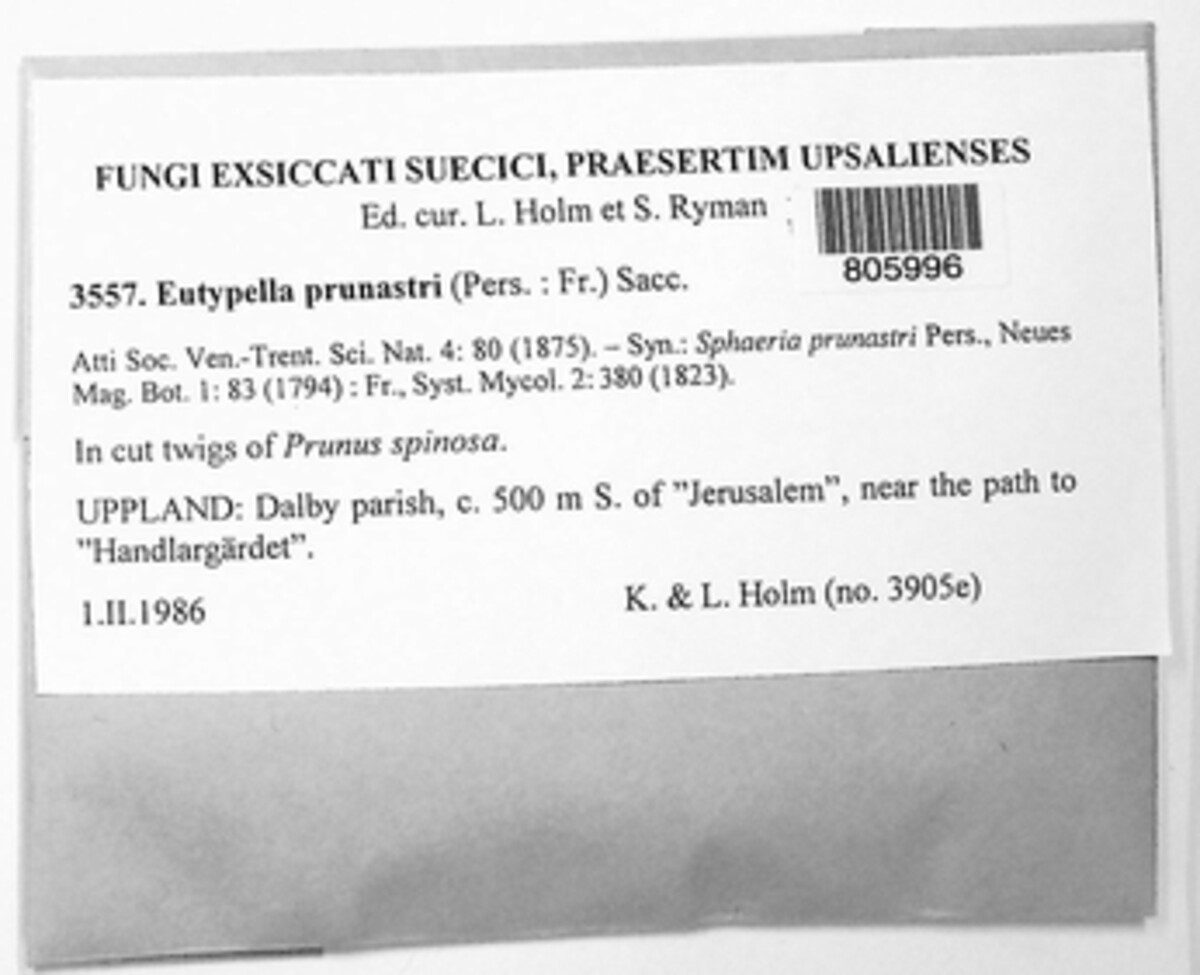 FUNGI EXSICCATI SUECICI, PRAESERTIM UPSALIENSES
Ed. cur. L. Holm et S. Ryman
805996
3557. Eutypella prunastri (Pers. : Fr.) Sacc.
Atti Soc. Ven.-Trent. Sci. Nat. 4: 80 (1875). – Syn.: Sphaeria prunastri Pers., Neues
Mag. Bot. 1: 83 (1794) : Fr., Syst. Mycol. 2: 380 (1823).
In cut twigs of Prunus spinosa.
UPPLAND: Dalby parish, c. 500 m S. of ”Jerusalem”, near the path to
”Handlargärdet”.
1.II.1986
K. & L. Holm (no. 3905e)